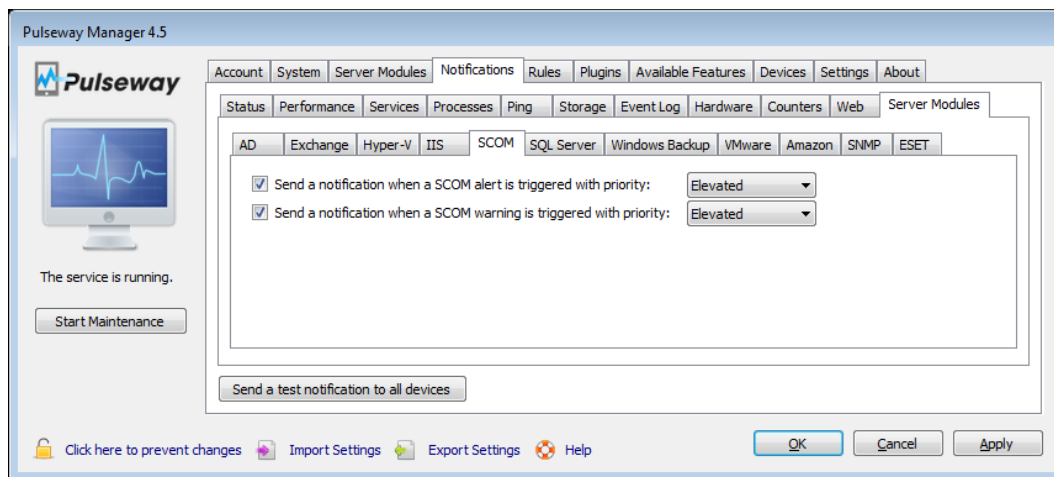 Pulseway Manager 4.5
Pulseway
Account System Server Modules Notifications Rules Plugins Available Features Devices Settings About
Status Performance Services Processes Ping Storage Event Log Hardware Counters Web Server Modules
AD Exchange Hyper-V IIS SCOM SQL Server Windows Backup VMware Amazon SNMP ESET
Send a notification when a SCOM alert is triggered with priority: Elevated
Send a notification when a SCOM warning is triggered with priority: Elevated
The service is running.
Start Maintenance
Send a test notification to all devices
Click here to prevent changes Import Settings Export Settings Help OK Cancel Apply